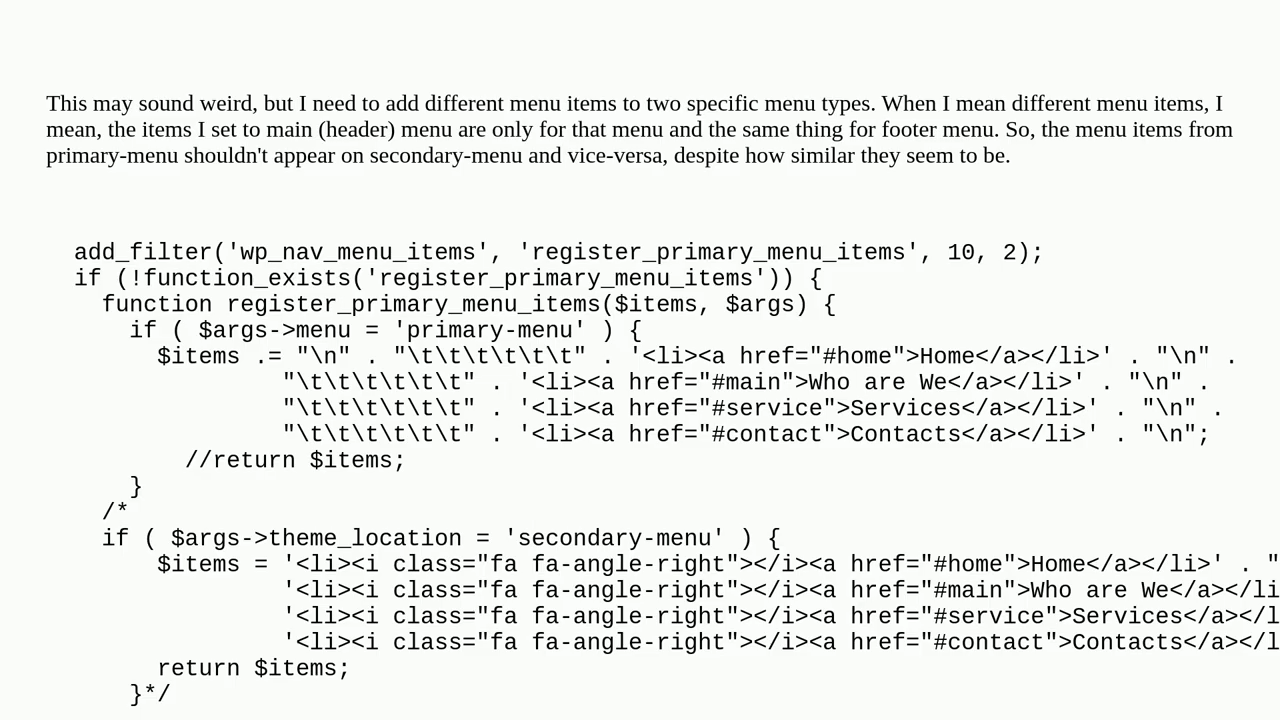 This may sound weird, but I need to add different menu items to two specific menu types. When I mean different menu items, I
mean, the items I set to main (header) menu are only for that menu and the same thing for footer menu. So, the menu items from
primary-menu shouldn't appear on secondary-menu and vice-versa, despite how similar they seem to be.
add_filter('wp_nav_menu_items', 'register_primary_menu_items', 10, 2);
if (!function_exists('register_primary_menu_items')) {
function register_primary_menu_items($items, $args) {
if ( $args->menu = 'primary-menu' ) {
$items .= "\n" . "\t\t\t\t\t\t" . '<li><a href="#home">Home</a></li>' . "\n" .
"\t\t\t\t\t\t" . '<li><a href="#main">Who are We</a></li>' . "\n" .
"\t\t\t\t\t\t" . '<li><a href="#service">Services</a></li>' . "\n" .
"\t\t\t\t\t\t" . '<li><a href="#contact">Contacts</a></li>' . "\n";
//return $items;
}
/*
if ( $args->theme_location = 'secondary-menu' ) {
$items = '<li><i class="fa fa-angle-right"></i><a href="#home">Home</a></li>' . "
'<li><i class="fa fa-angle-right"></i><a href="#main">Who are We</a></li
'<li><i class="fa fa-angle-right"></i><a href="#service">Services</a></l
'<li><i class="fa fa-angle-right"></i><a href="#contact">Contacts</a></l
return $items;
}*/